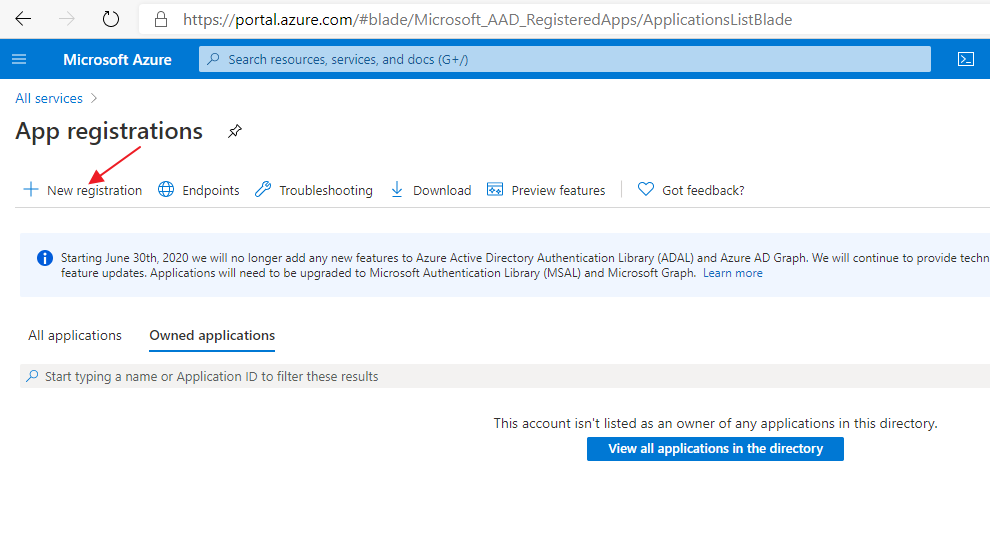 https://portal.azure.com/#blade/Microsoft_AAD_RegisteredApps/ApplicationsListBlade
Microsoft Azure
Search resources, services, and docs (G+/)
All services
App registrations
New registration
Endpoints
Troubleshooting
Download
Preview features
Got feedback?
Starting June 30th, 2020 we will no longer add any new features to Azure Active Directory Authentication Library (ADAL) and Azure AD Graph. We will continue to provide techn
feature updates. Applications will need to be upgraded to Microsoft Authentication Library (MSAL) and Microsoft Graph. Learn more
All applications
Owned applications
Start typing a name or Application ID to filter these results
This account isn't listed as an owner of any applications in this directory.
View all applications in the directory